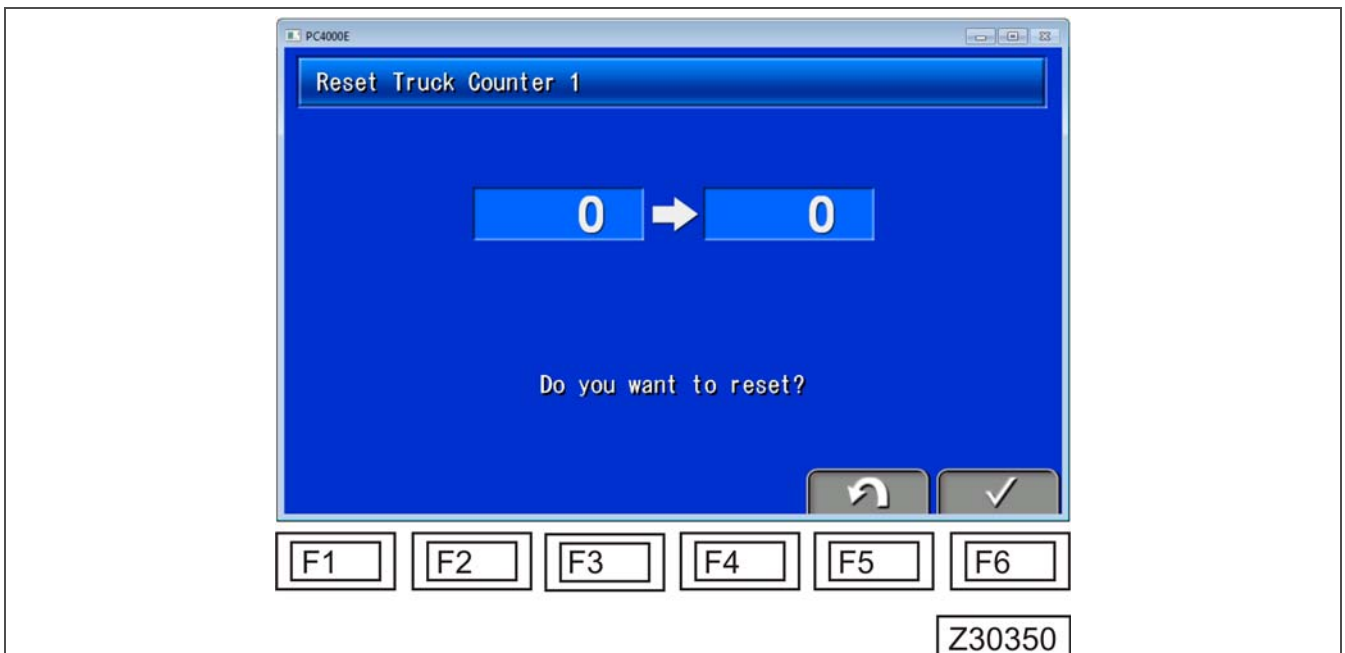 PC4000E
Reset Truck Counter 1
0 0
Do you want to reset?
F1 F2 F3 F4 F5 F6
Z30350